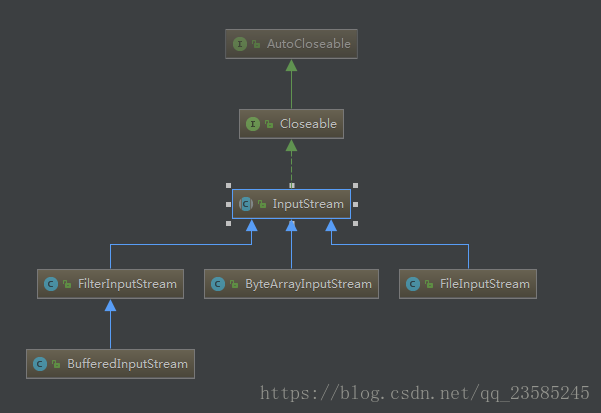 I AutoCloseable
I Closeable
C InputStream
C FilterInputStream
C ByteArrayInputStream
C FileInputStream
C BufferedInputStream
https://blog.csdn.net/qq_23585245